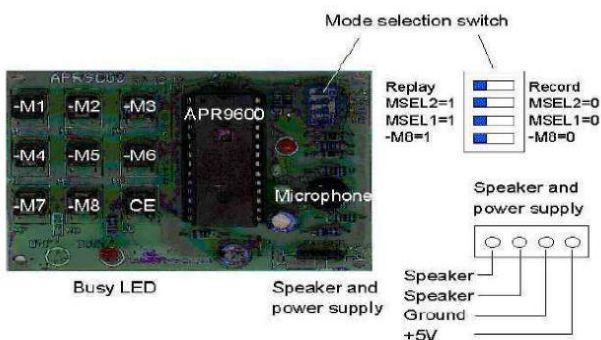 Mode selection switch
APR9600
-M1 -M2 -M3
APR9600
-M4 -M5 -M6
Microphone
-M7 -M8 CE
Busy LED
Speaker and
power supply
Replay Record
MSEL2=1 MSEL2=0
MSEL1=1 MSEL1=0
-M8=1 -M8=0
Speaker and
power supply
Speaker
Speaker
Ground
+5V